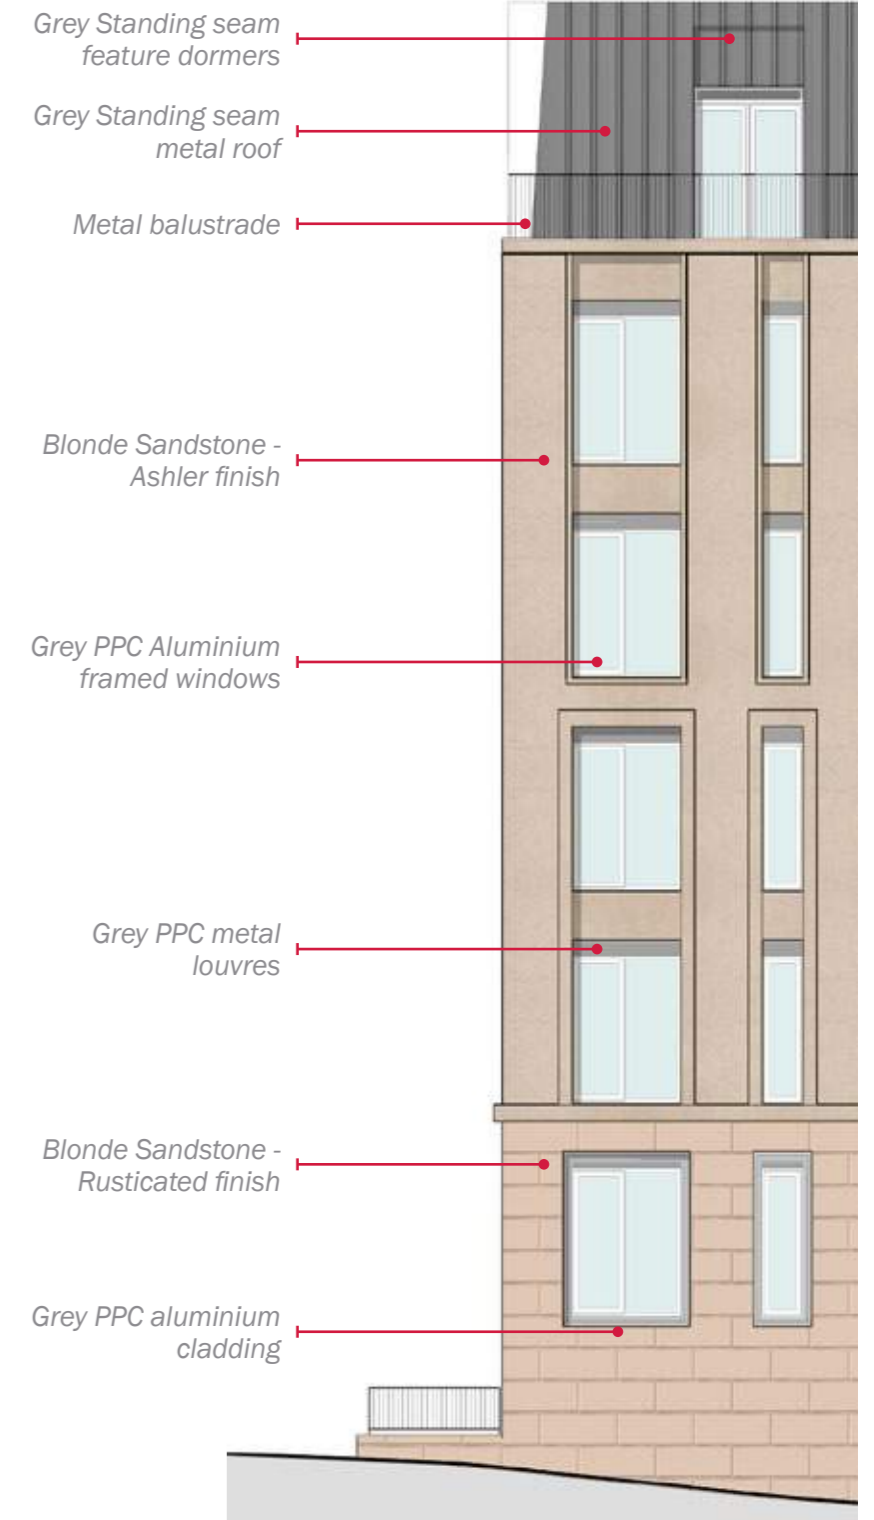 Grey Standing seam
feature dormers
Grey Standing seam
metal roof
Metal balustrade
Blonde Sandstone -
Ashler finish
Grey PPC Aluminium
framed windows
Grey PPC metal
louvres
Blonde Sandstone -
Rusticated finish
Grey PPC aluminium
cladding